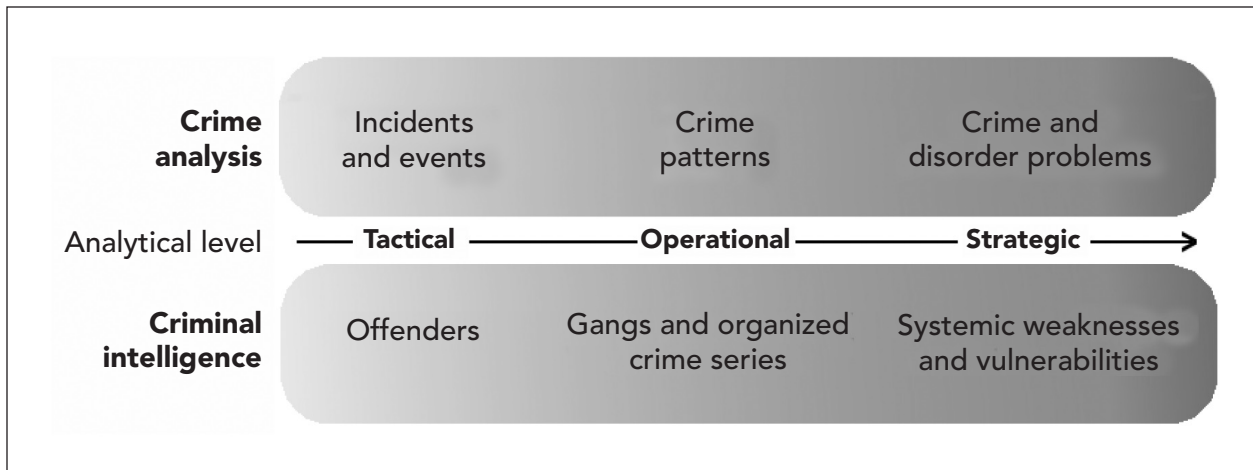 Crime
analysis
Incidents
and events
Crime
patterns
Crime and
disorder problems
Analytical level
Tactical
Operational
Strategic
Criminal
intelligence
Offenders
Gangs and organized
crime series
Systemic weaknesses
and vulnerabilities